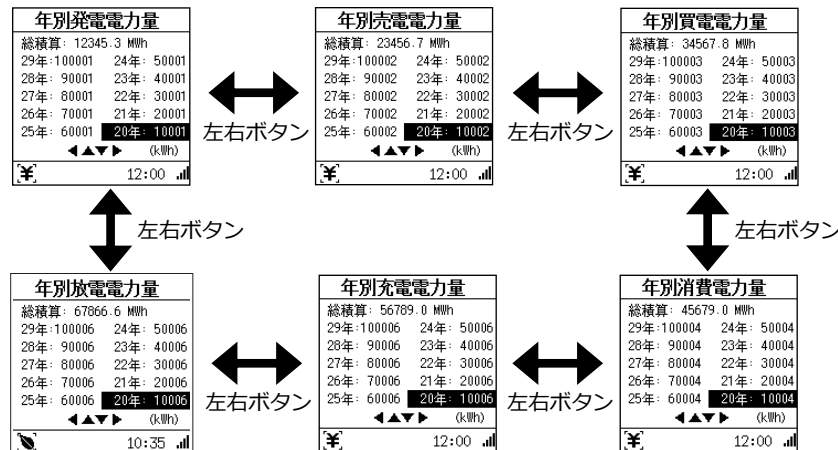 年別発電電力量
総積算: 12345.3 MWh
29年:100001 24年: 50001
28年: 90001 23年: 40001
27年: 80001 22年: 30001
26年: 70001 21年: 20001
25年: 60001 20年: 10001
◀▲▼▶ (kWh)
¥ 12:00
左右ボタン
年別売電電力量
総積算: 23456.7 MWh
29年:100002 24年: 50002
28年: 90002 23年: 40002
27年: 80002 22年: 30002
26年: 70002 21年: 20002
25年: 60002 20年: 10002
◀▲▼▶ (kWh)
¥ 12:00
左右ボタン
年別買電電力量
総積算: 34567.8 MWh
29年:100003 24年: 50003
28年: 90003 23年: 40003
27年: 80003 22年: 30003
26年: 70003 21年: 20003
25年: 60003 20年: 10003
◀▲▼▶ (kWh)
¥ 12:00
左右ボタン
左右ボタン
年別放電電力量
総積算: 67866.6 MWh
29年:100006 24年: 50006
28年: 90006 23年: 40006
27年: 80006 22年: 30006
26年: 70006 21年: 20006
25年: 60006 20年: 10006
◀▲▼▶ (kWh)
10:35
左右ボタン
年別充電電力量
総積算: 56789.0 MWh
29年:100006 24年: 50006
28年: 90006 23年: 40006
27年: 80006 22年: 30006
26年: 70006 21年: 20006
25年: 60006 20年: 10006
◀▲▼▶ (kWh)
¥ 12:00
左右ボタン
年別消費電力量
総積算: 45679.0 MWh
29年:100004 24年: 50004
28年: 90004 23年: 40004
27年: 80004 22年: 30004
26年: 70004 21年: 20004
25年: 60004 20年: 10004
◀▲▼▶ (kWh)
¥ 12:00